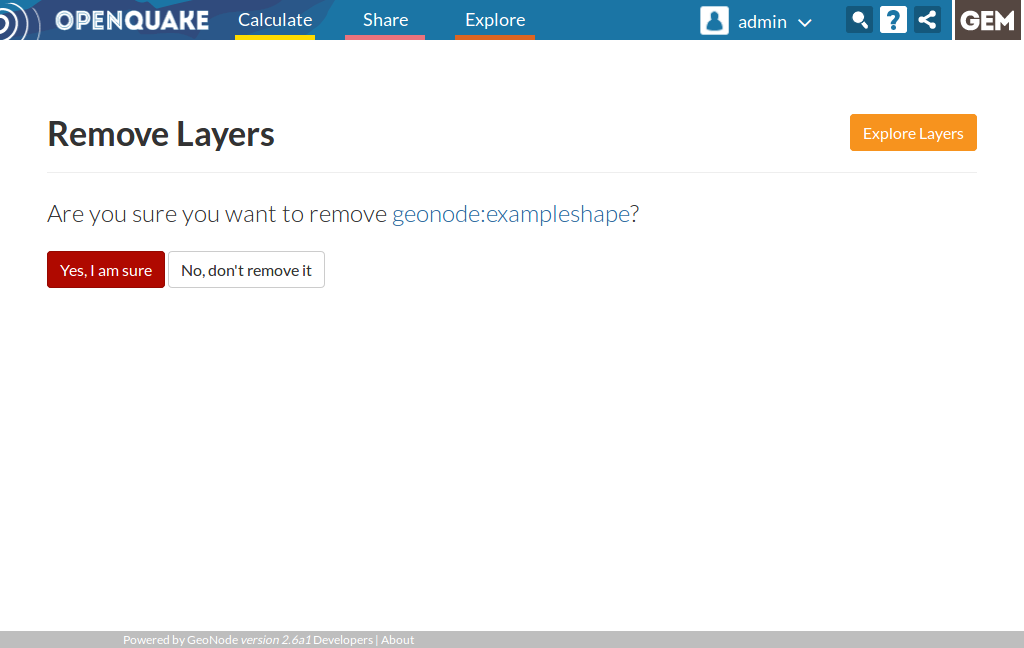 OPENQUAKE Calculate Share Explore admin ? GEM
Remove Layers Explore Layers
Are you sure you want to remove geonode:exampleshape?
Yes, I am sure No, don't remove it
Powered by GeoNode version 2.6a1 Developers | About